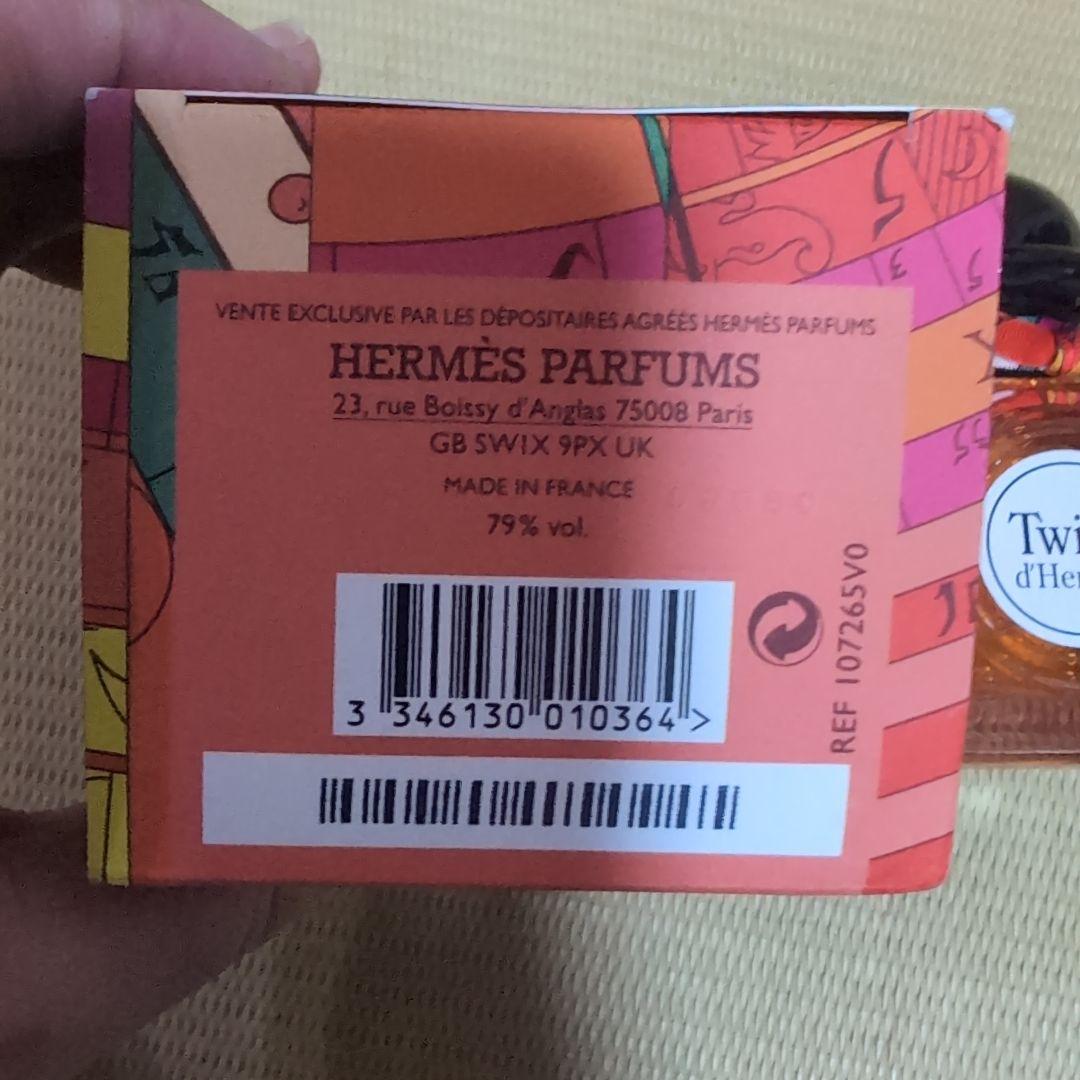 VENTE EXCLUSIVE PAR LES DÉPOSITAIRES AGRÉÉS HERMÈS PARFUMS
HERMÈS PARFUMS
23, rue Boissy d'Anglas 75008 Paris
GB SW1X 9PX UK
MADE IN FRANCE
79% vol.
REF 107265V0
3 346130 010364 >
Twi
d'Her